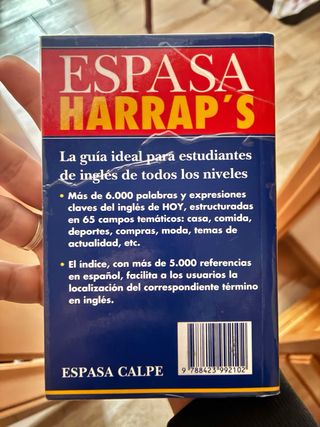 ESPASA
HARRAP'S
La guía ideal para estudiantes
de inglés de todos los niveles
• Más de 6.000 palabras y expresiones
claves del inglés de HOY, estructuradas
en 65 campos temáticos: casa, comida,
deportes, compras, moda, temas de
actualidad, etc.
• El índice, con más de 5.000 referencias
en español, facilita a los usuarios la
localización del correspondiente término
en inglés.
ESPASA CALPE
9 788423 992102